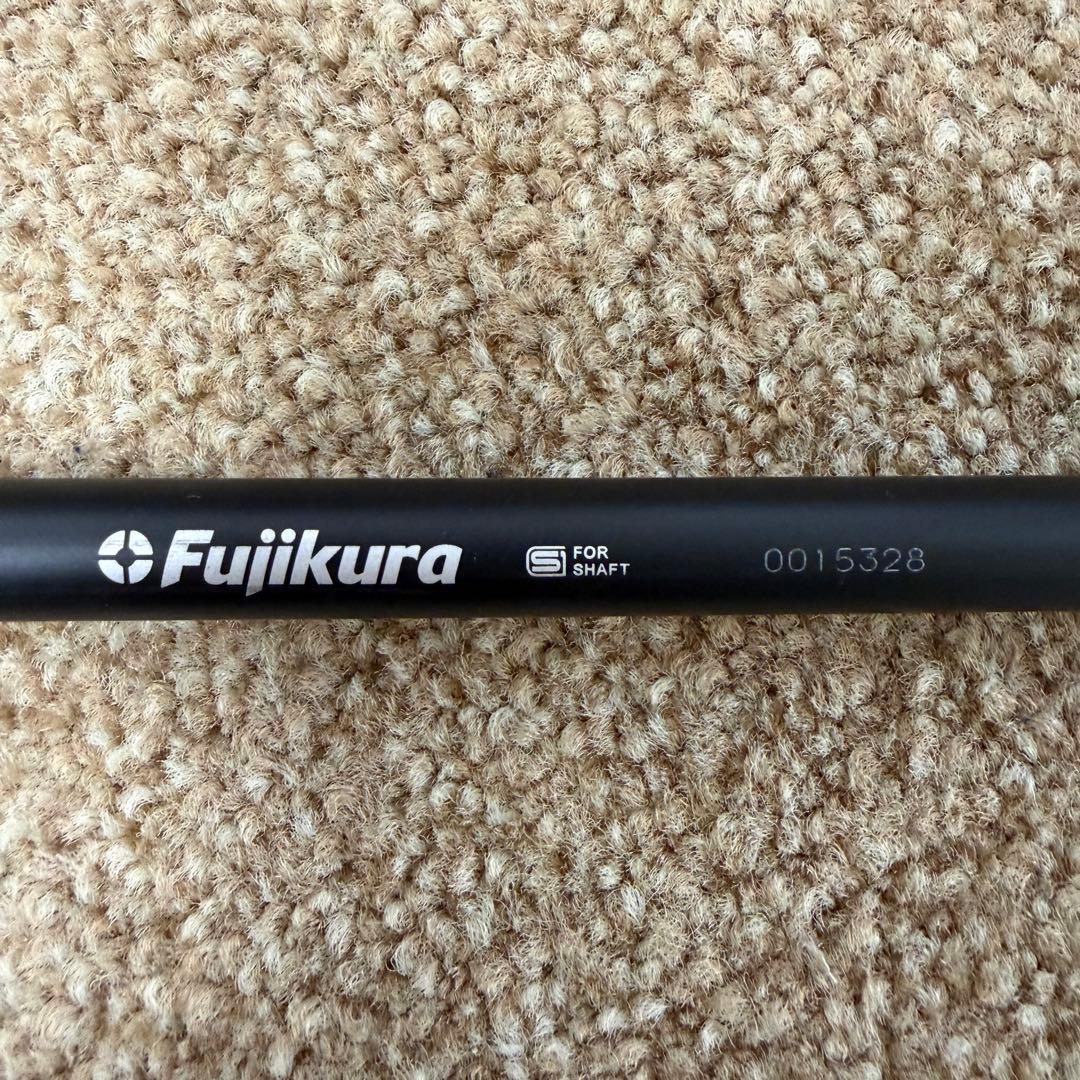 Fujikura
FOR
SHAFT
0015328